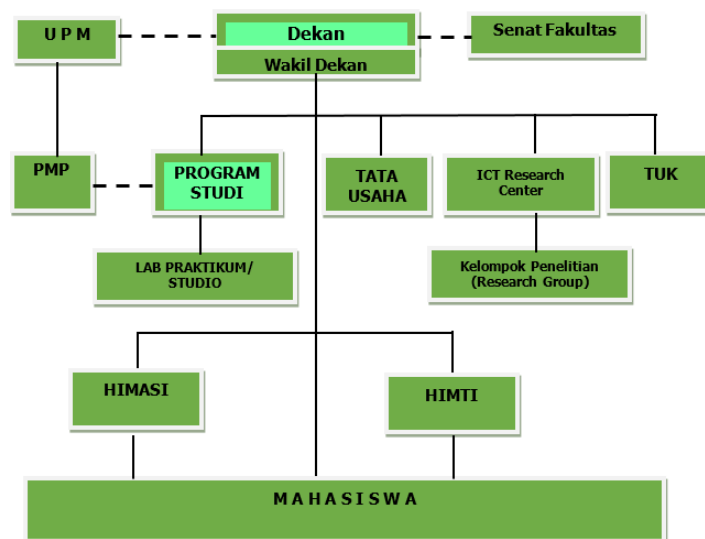 U P M
Dekan
Senat Fakultas
Wakil Dekan
PMP
PROGRAM
STUDI
TATA
USAHA
ICT Research
Center
TUK
LAB PRAKTIKUM/
STUDIO
Kelompok Penelitian
(Research Group)
HIMASI
HIMTI
M A H A S I S W A